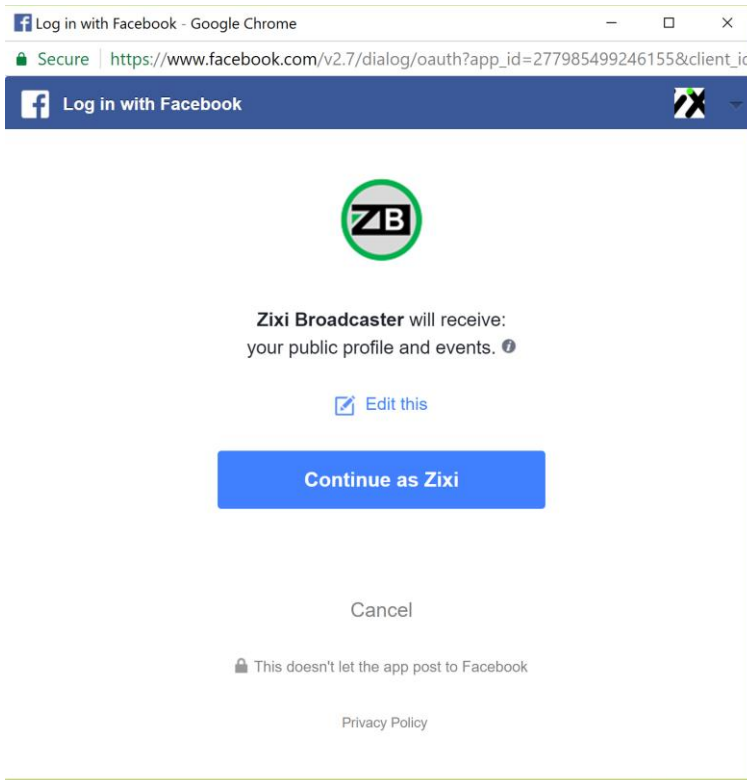 Log in with Facebook - Google Chrome
Secure https://www.facebook.com/v2.7/dialog/oauth?app_id=277985499246155&client_id
Log in with Facebook
ZB
Zixi Broadcaster will receive:
your public profile and events.
Edit this
Continue as Zixi
Cancel
This doesn't let the app post to Facebook
Privacy Policy